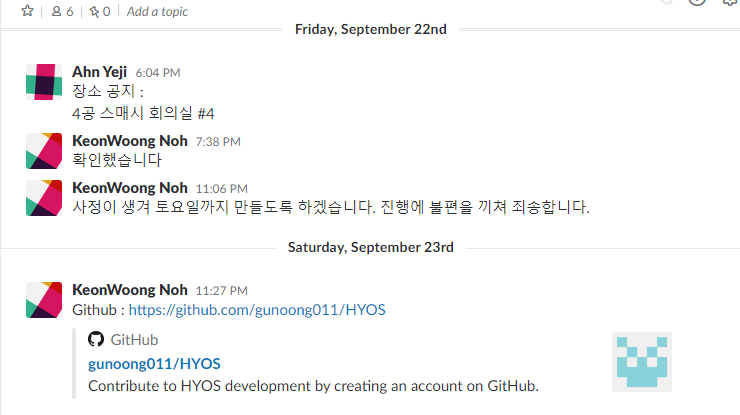 6 | 0 | Add a topic
Friday, September 22nd
Ahn Yeji 6:04 PM
장소 공지 :
4공 스매시 회의실 #4
KeonWoong Noh 7:38 PM
확인했습니다
KeonWoong Noh 11:06 PM
사정이 생겨 토요일까지 만들도록 하겠습니다. 진행에 불편을 끼쳐 죄송합니다.
Saturday, September 23rd
KeonWoong Noh 11:27 PM
Github : https://github.com/gunoong011/HYOS
GitHub
gunoong011/HYOS
Contribute to HYOS development by creating an account on GitHub.